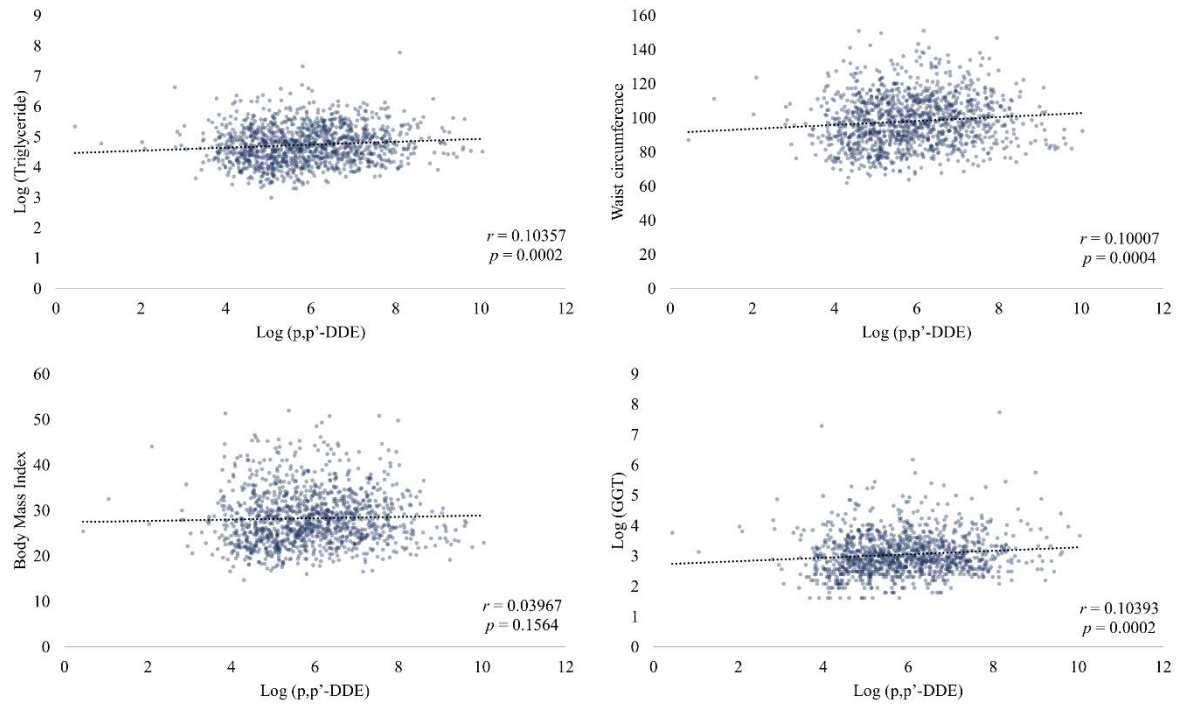 9
8
7
6
5
4
3
2
1
0
Log (Triglyceride)
r = 0.10357
p = 0.0002
0 2 4 6 8 10 12
Log (p,p’-DDE)
160
140
120
100
80
60
40
20
0
Waist circumference
r = 0.10007
p = 0.0004
0 2 4 6 8 10 12
Log (p,p’-DDE)
60
50
40
30
20
10
0
Body Mass Index
r = 0.03967
p = 0.1564
0 2 4 6 8 10 12
Log (p,p’-DDE)
9
8
7
6
5
4
3
2
1
0
Log (GGT)
r = 0.10393
p = 0.0002
0 2 4 6 8 10 12
Log (p,p’-DDE)